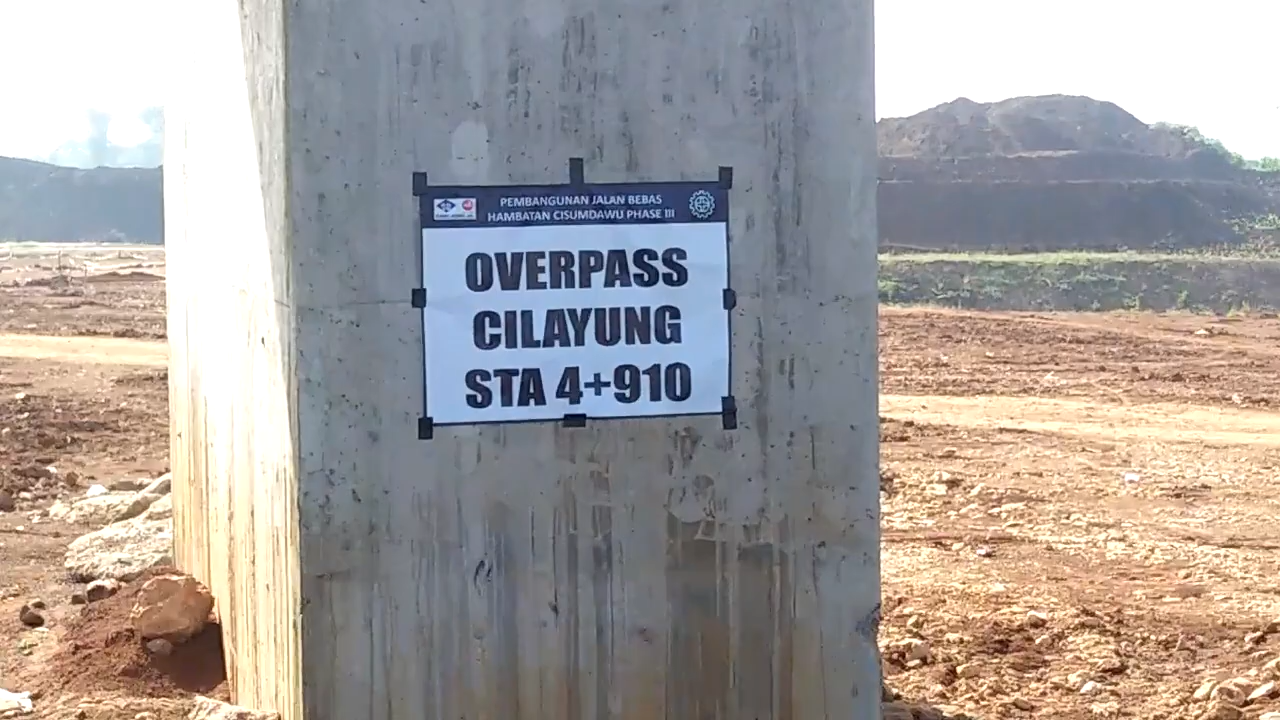 PEMBANGUNAN JALAN BEBAS
HAMBATAN CISUMDAWU PHASE III
OVERPASS
CILAYUNG
STA 4+910